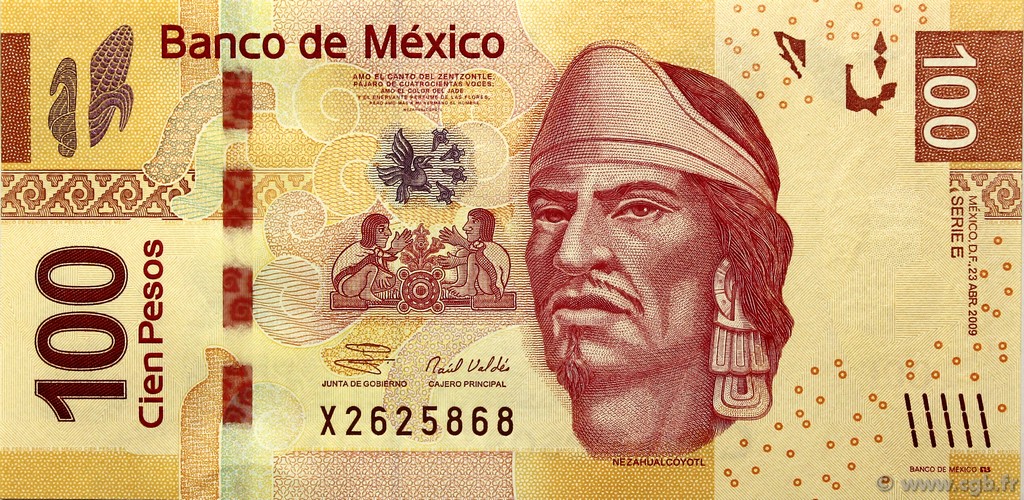 Banco de México
AMO EL CANTO DEL ZENTZONTLE,
PÁJARO DE CUATROCIENTAS VOCES.
AMO EL COLOR DEL JADE
Y EL ENERVANTE PERFUME DE LAS FLORES,
PERO AMO MÁS A MI HERMANO EL HOMBRE.
NEZAHUALCÓYOTL
100
Cien Pesos
Raúl Valdés
JUNTA DE GOBIERNO CAJERO PRINCIPAL
X2625868
NEZAHUALCÓYOTL
100
MÉXICO, D.F., 23 ABR. 2009
SERIE E
BANCO DE MÉXICO
© www.cgb.fr